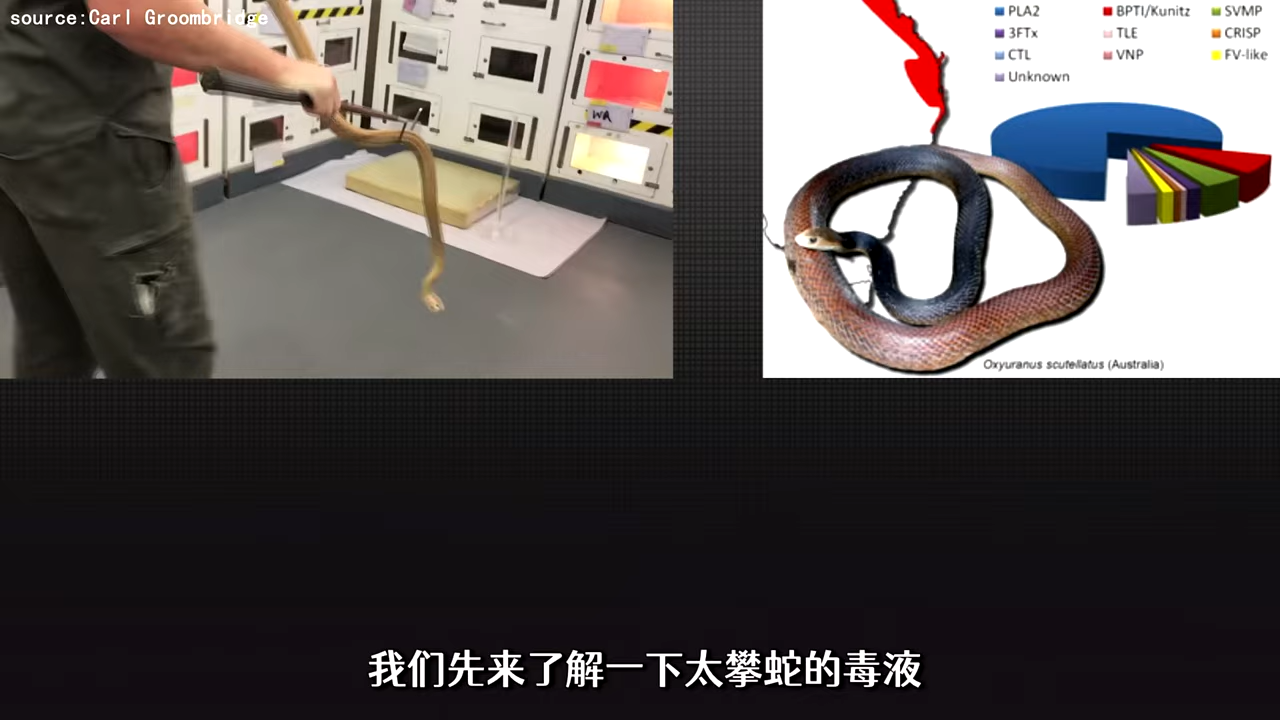 source:Carl Groombridge
WA
PLA2
BPTI/Kunitz
SVMP
3FTx
TLE
CRISP
CTL
VNP
FV-like
Unknown
Oxyuranus scutellatus (Australia)
我们先来了解一下太攀蛇的毒液